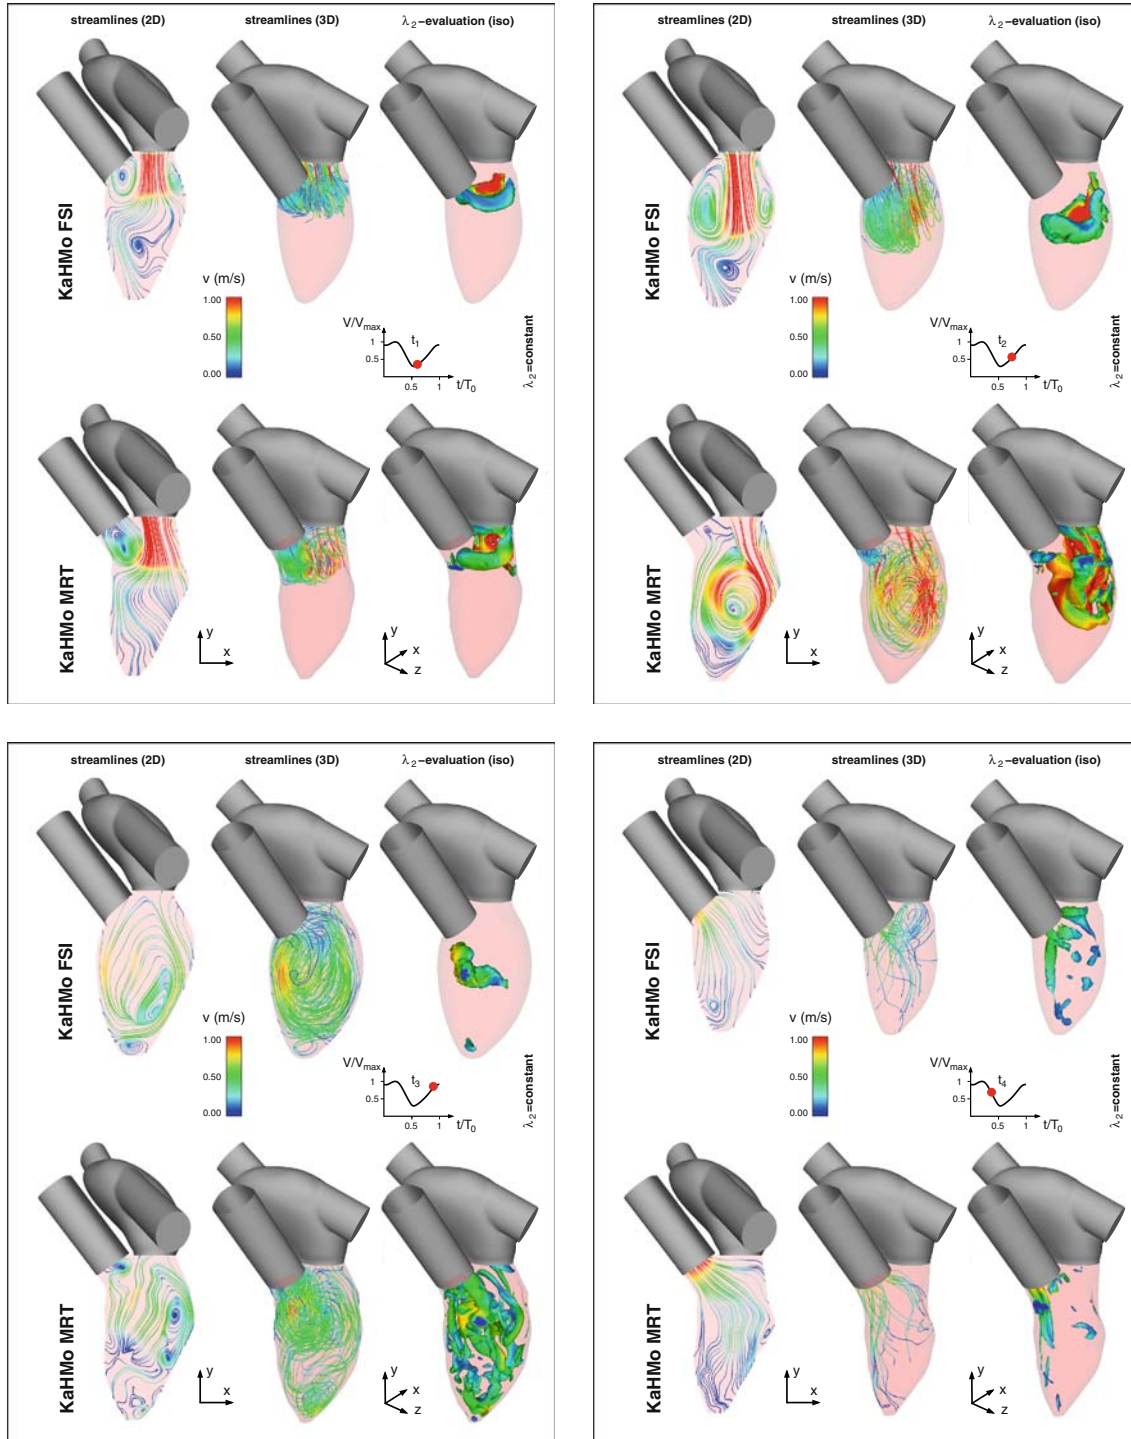 streamlines (2D) streamlines (3D) λ₂−evaluation (iso)
KaHMo FSI
v (m/s)
1.00
0.50
0.00
V/Vmax
1
0.5
t₁
0.5 1 t/T₀
λ₂=constant
KaHMo MRT
y
x
y
x
z
streamlines (2D) streamlines (3D) λ₂−evaluation (iso)
KaHMo FSI
v (m/s)
1.00
0.50
0.00
V/Vmax
1
0.5
t₂
0.5 1 t/T₀
λ₂=constant
KaHMo MRT
y
x
y
x
z
streamlines (2D) streamlines (3D) λ₂−evaluation (iso)
KaHMo FSI
v (m/s)
1.00
0.50
0.00
V/Vmax
1
0.5
t₃
0.5 1 t/T₀
λ₂=constant
KaHMo MRT
y
x
y
x
z
streamlines (2D) streamlines (3D) λ₂−evaluation (iso)
KaHMo FSI
v (m/s)
1.00
0.50
0.00
V/Vmax
1
0.5
t₄
0.5 1 t/T₀
λ₂=constant
KaHMo MRT
y
x
y
x
z